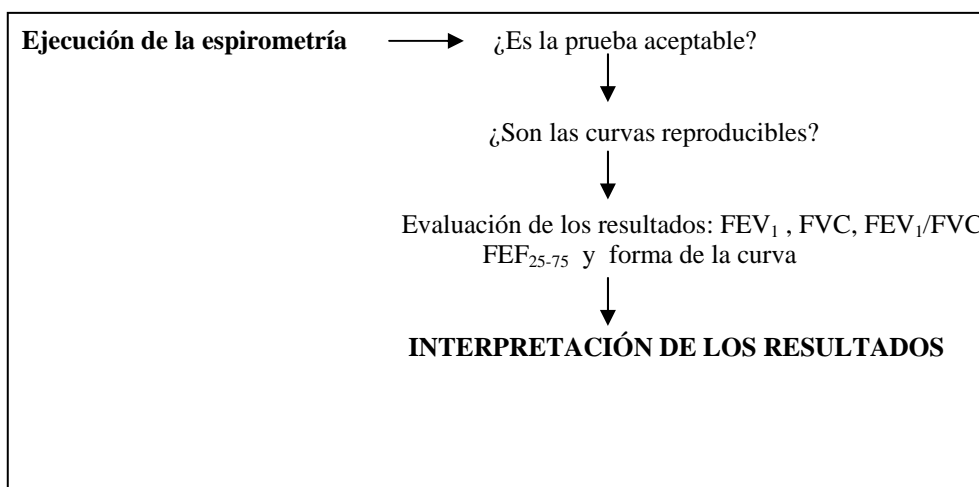 Ejecución de la espirometría ¿Es la prueba aceptable?
¿Son las curvas reproducibles?
Evaluación de los resultados: FEV₁ , FVC, FEV₁/FVC
FEF₂₅₋₇₅ y forma de la curva
INTERPRETACIÓN DE LOS RESULTADOS